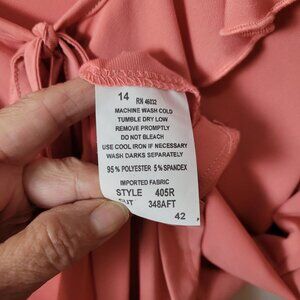 14 RN 46032
MACHINE WASH COLD
TUMBLE DRY LOW
REMOVE PROMPTLY
DO NOT BLEACH
USE COOL IRON IF NECESSARY
WASH DARKS SEPARATELY
95% POLYESTER 5% SPANDEX
IMPORTED FABRIC
STYLE 405R
348AFT
42